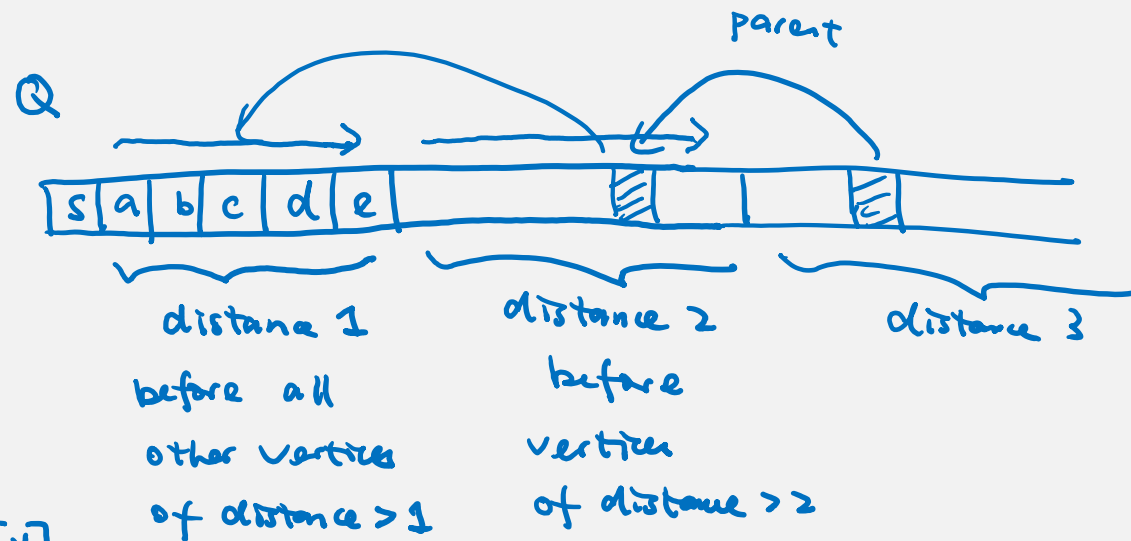 parent
Q
s a b c d e
distance 1
distance 2
distance 3
before all
other vertices
of distance > 1
before
vertices
of distance > 2